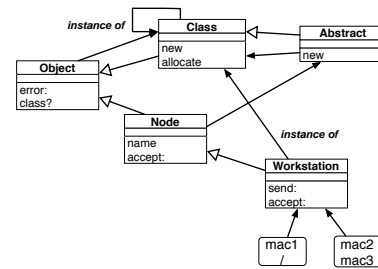 instance of
Class
new
allocate
Abstract
new
Object
error:
class?
Node
name
accept:
instance of
Workstation
send:
accept:
mac1
/
mac2
mac3